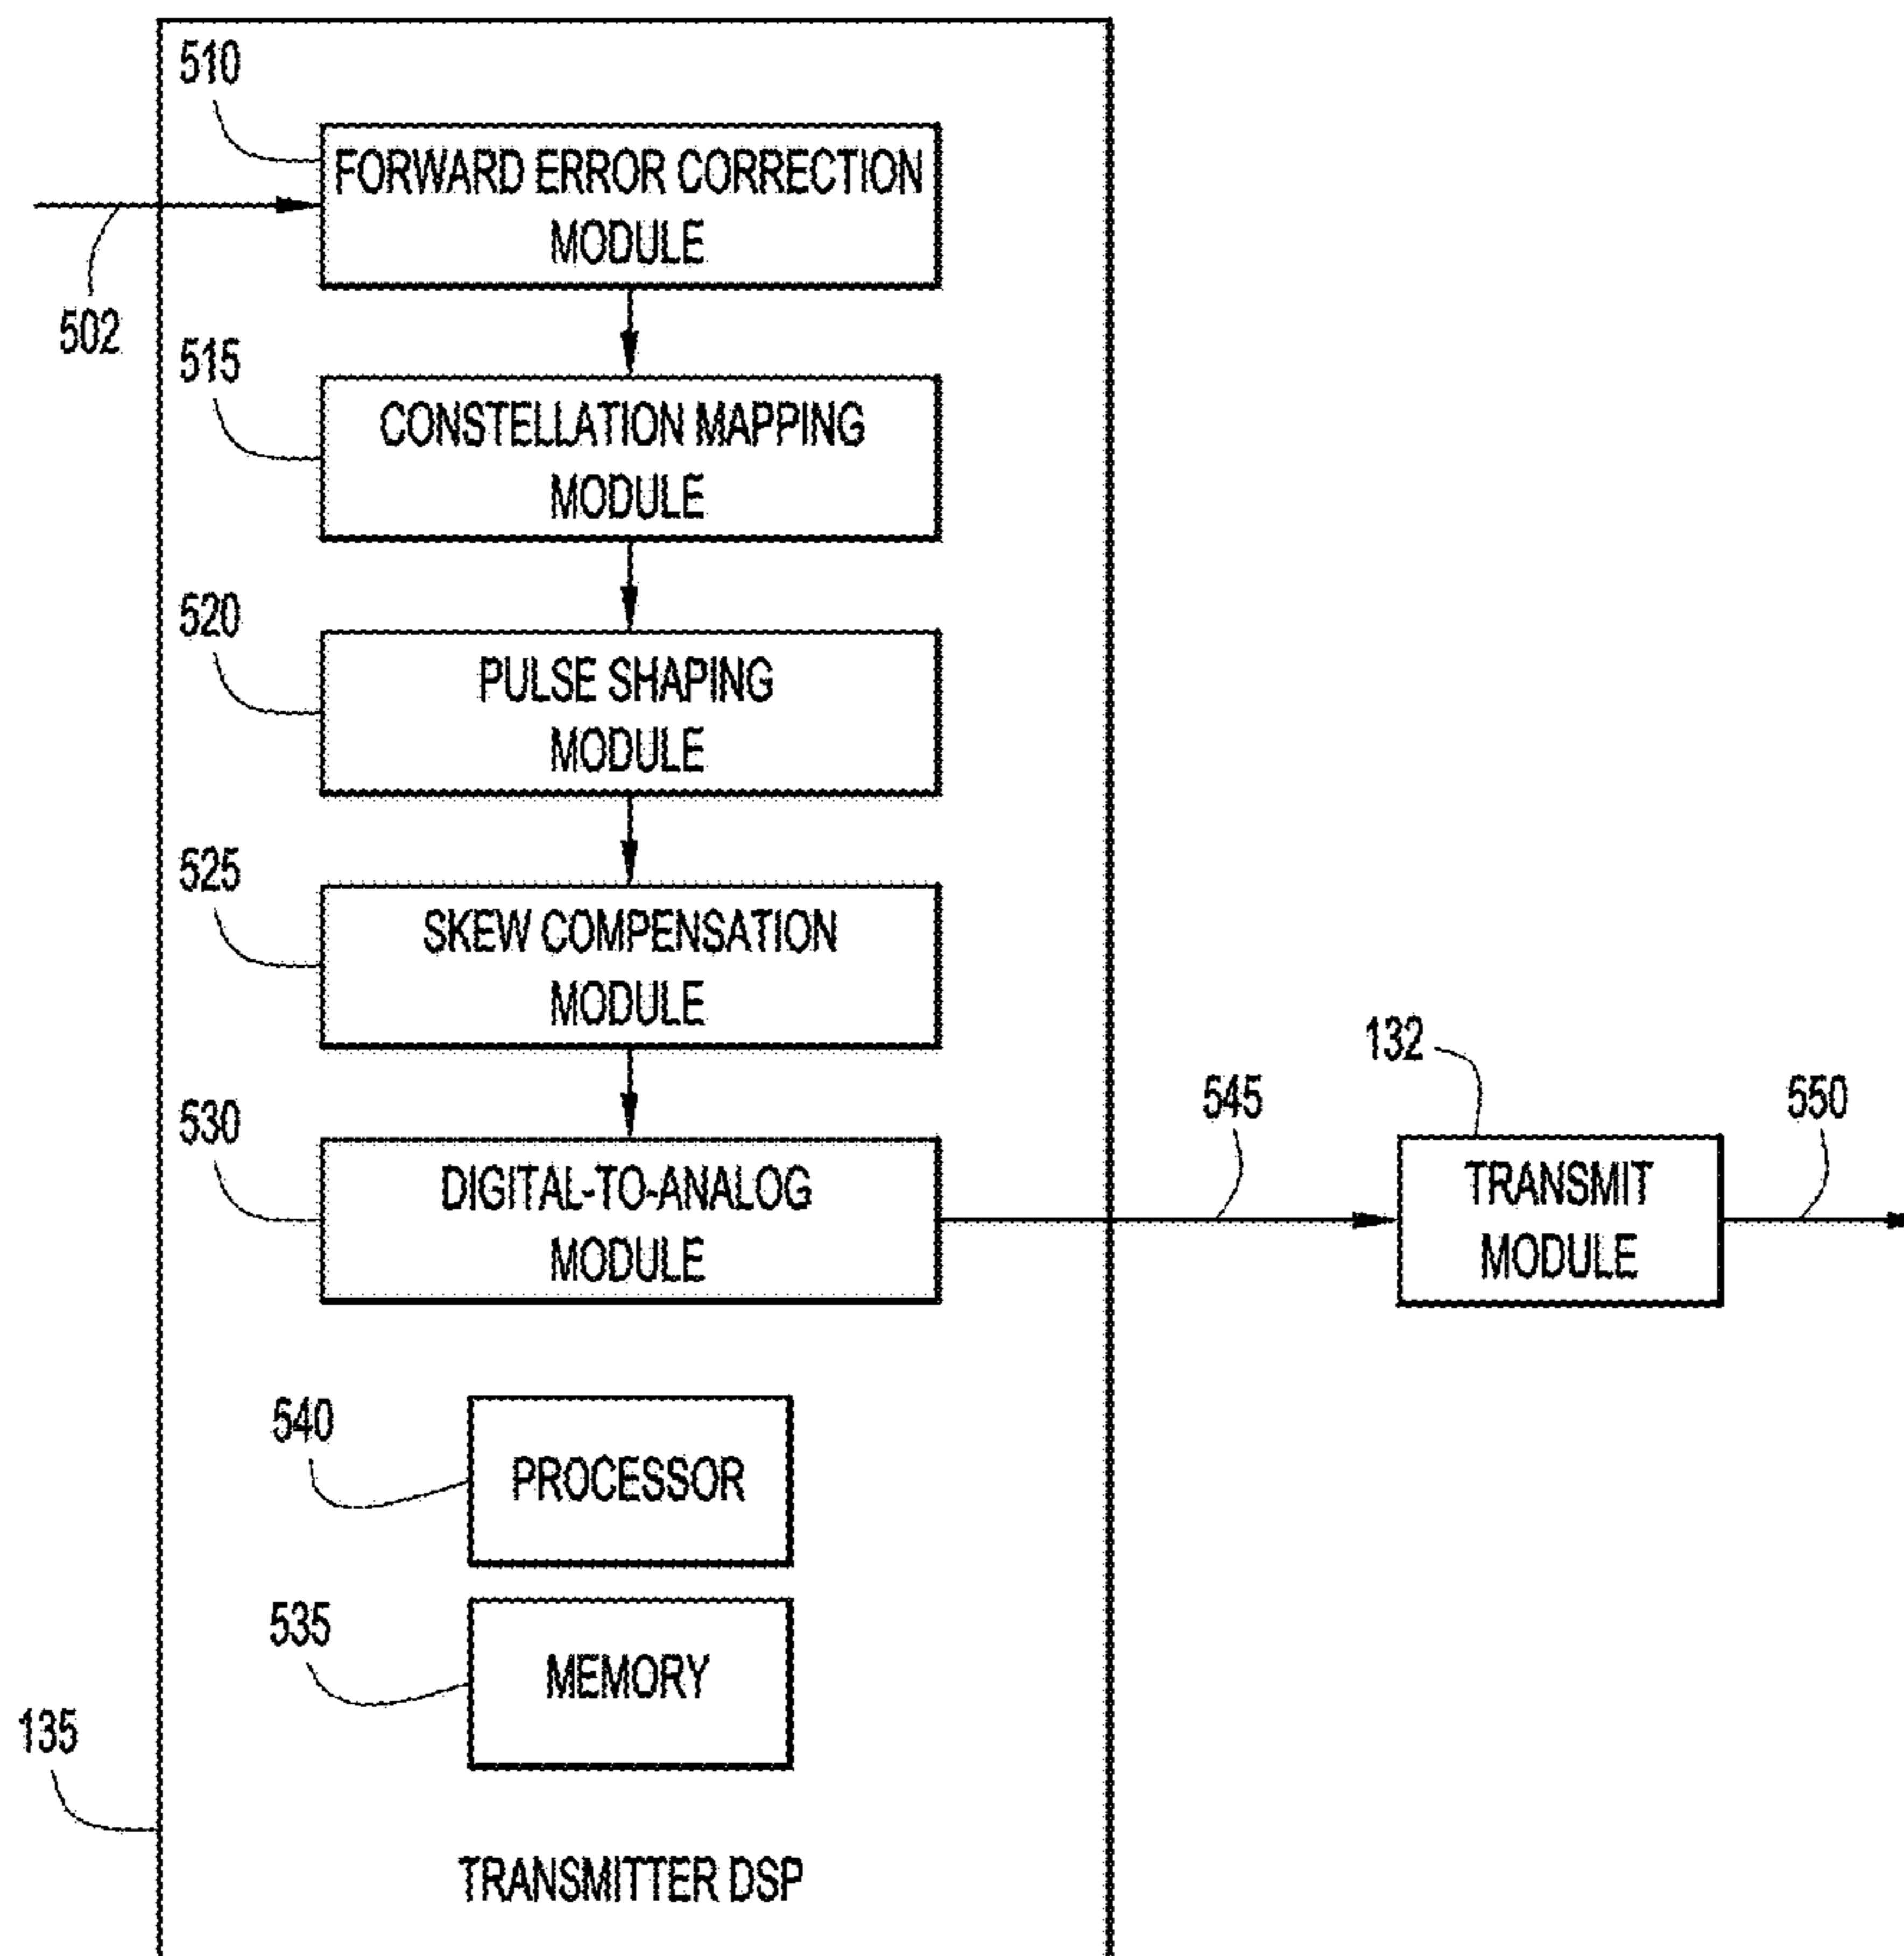 510
FORWARD ERROR CORRECTION
MODULE
502
515
CONSTELLATION MAPPING
MODULE
520
PULSE SHAPING
MODULE
525
SKEW COMPENSATION
MODULE
530
DIGITAL-TO-ANALOG
MODULE
545
132
TRANSMIT
MODULE
550
540
PROCESSOR
535
MEMORY
135
TRANSMITTER DSP